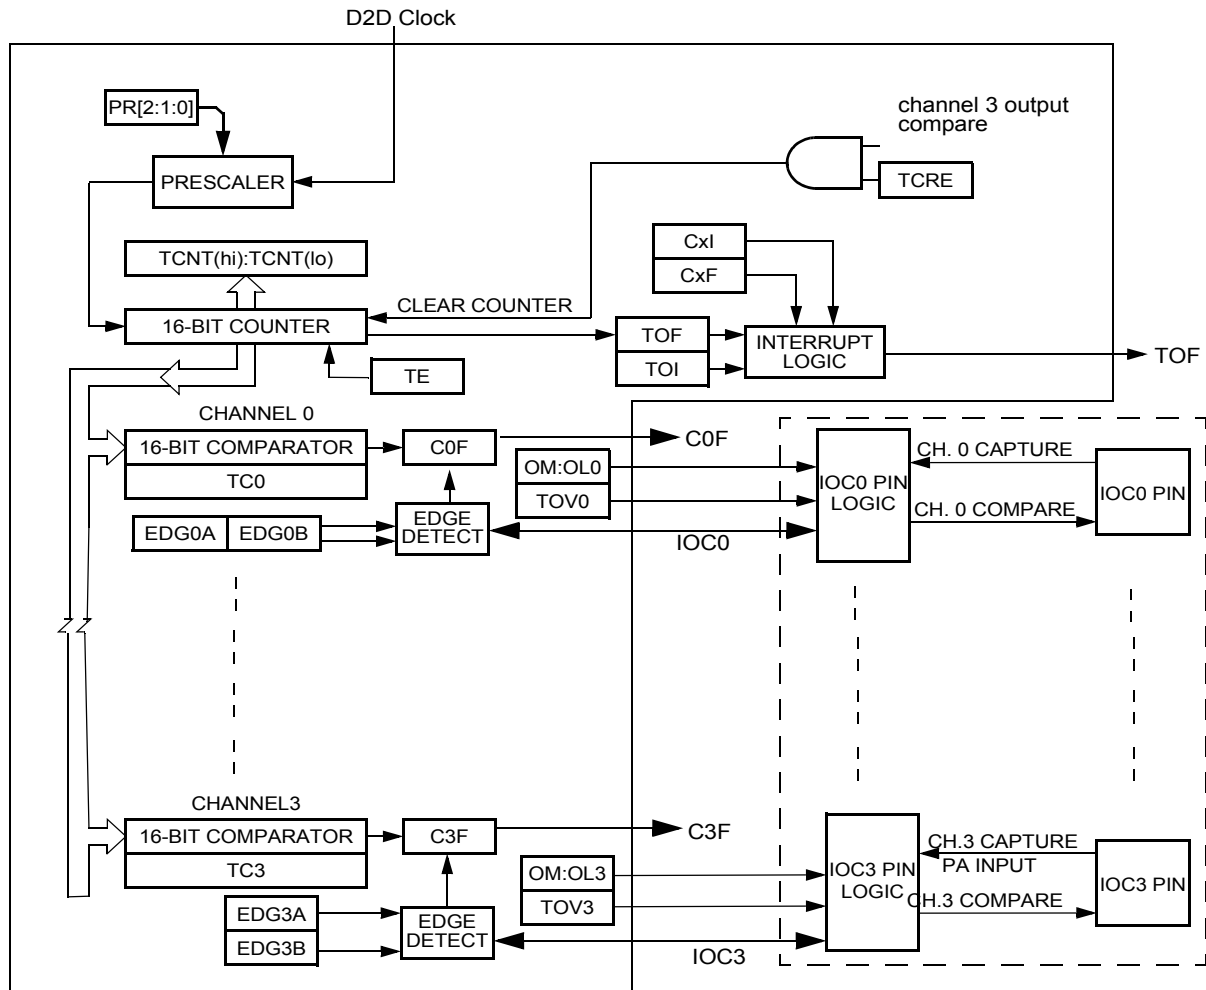 D2D Clock
PR[2:1:0]
channel 3 output
compare
PRESCALER
TCRE
CxI
CxF
TCNT(hi):TCNT(lo)
CLEAR COUNTER
16-BIT COUNTER
TOF
TOI
INTERRUPT
LOGIC
TOF
TE
CHANNEL 0
16-BIT COMPARATOR
TC0
C0F
C0F
OM:OL0
TOV0
EDG0A
EDG0B
EDGE
DETECT
IOC0
IOC0 PIN
LOGIC
CH. 0 CAPTURE
CH. 0 COMPARE
IOC0 PIN
CHANNEL3
16-BIT COMPARATOR
TC3
C3F
C3F
OM:OL3
TOV3
EDG3A
EDG3B
EDGE
DETECT
IOC3
IOC3 PIN
LOGIC
CH.3 CAPTURE
PA INPUT
CH.3 COMPARE
IOC3 PIN